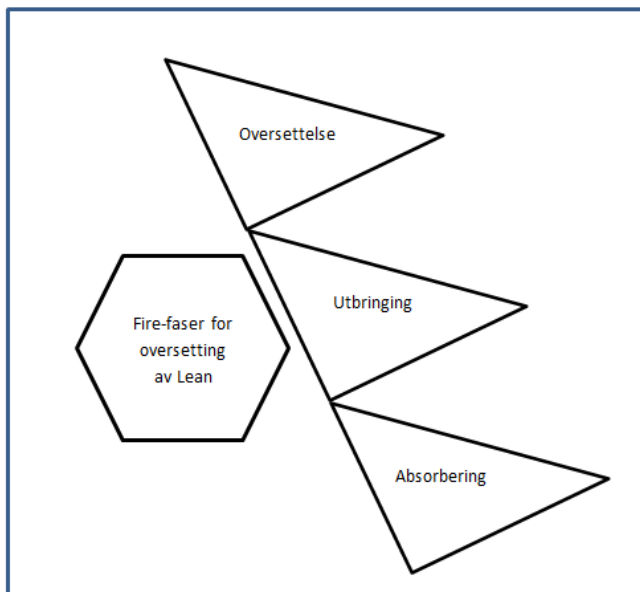 Oversettelse
Utbringing
Fire-faser for
oversetting
av Lean
Absorbering